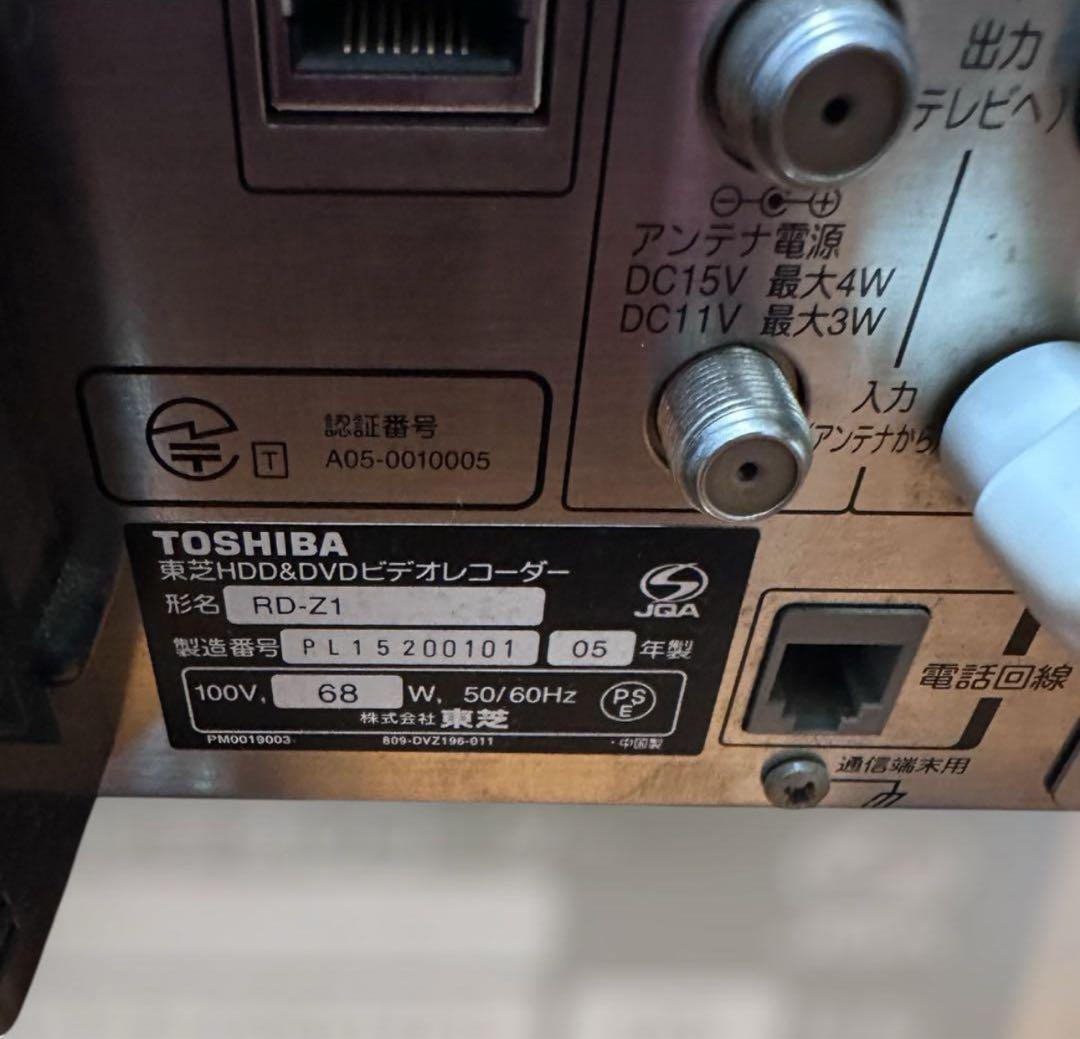 出力
テレビへ)
アンテナ電源
DC15V 最大4W
DC11V 最大3W
入力
(アンテナから
認証番号
T A05-0010005
TOSHIBA
東芝HDD&DVDビデオレコーダー
JQA
形名 RD-Z1
製造番号 PL15200101 05 年製
100V, 68 W, 50/60Hz
PSE
株式会社 東芝
PM0019003 809-DVZ196-011 ・中国製
電話回線
通信端末用